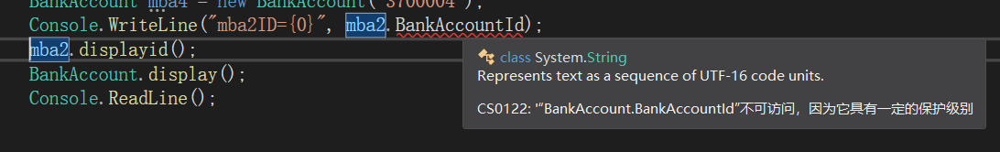 BankAccount mba4 = new BankAccount("3700004");
Console.WriteLine("mba2ID={0}", mba2.BankAccountId);
mba2.displayid();
BankAccount.display();
Console.ReadLine();
class System.String
Represents text as a sequence of UTF-16 code units.
CS0122: '“BankAccount.BankAccountId”不可访问，因为它具有一定的保护级别